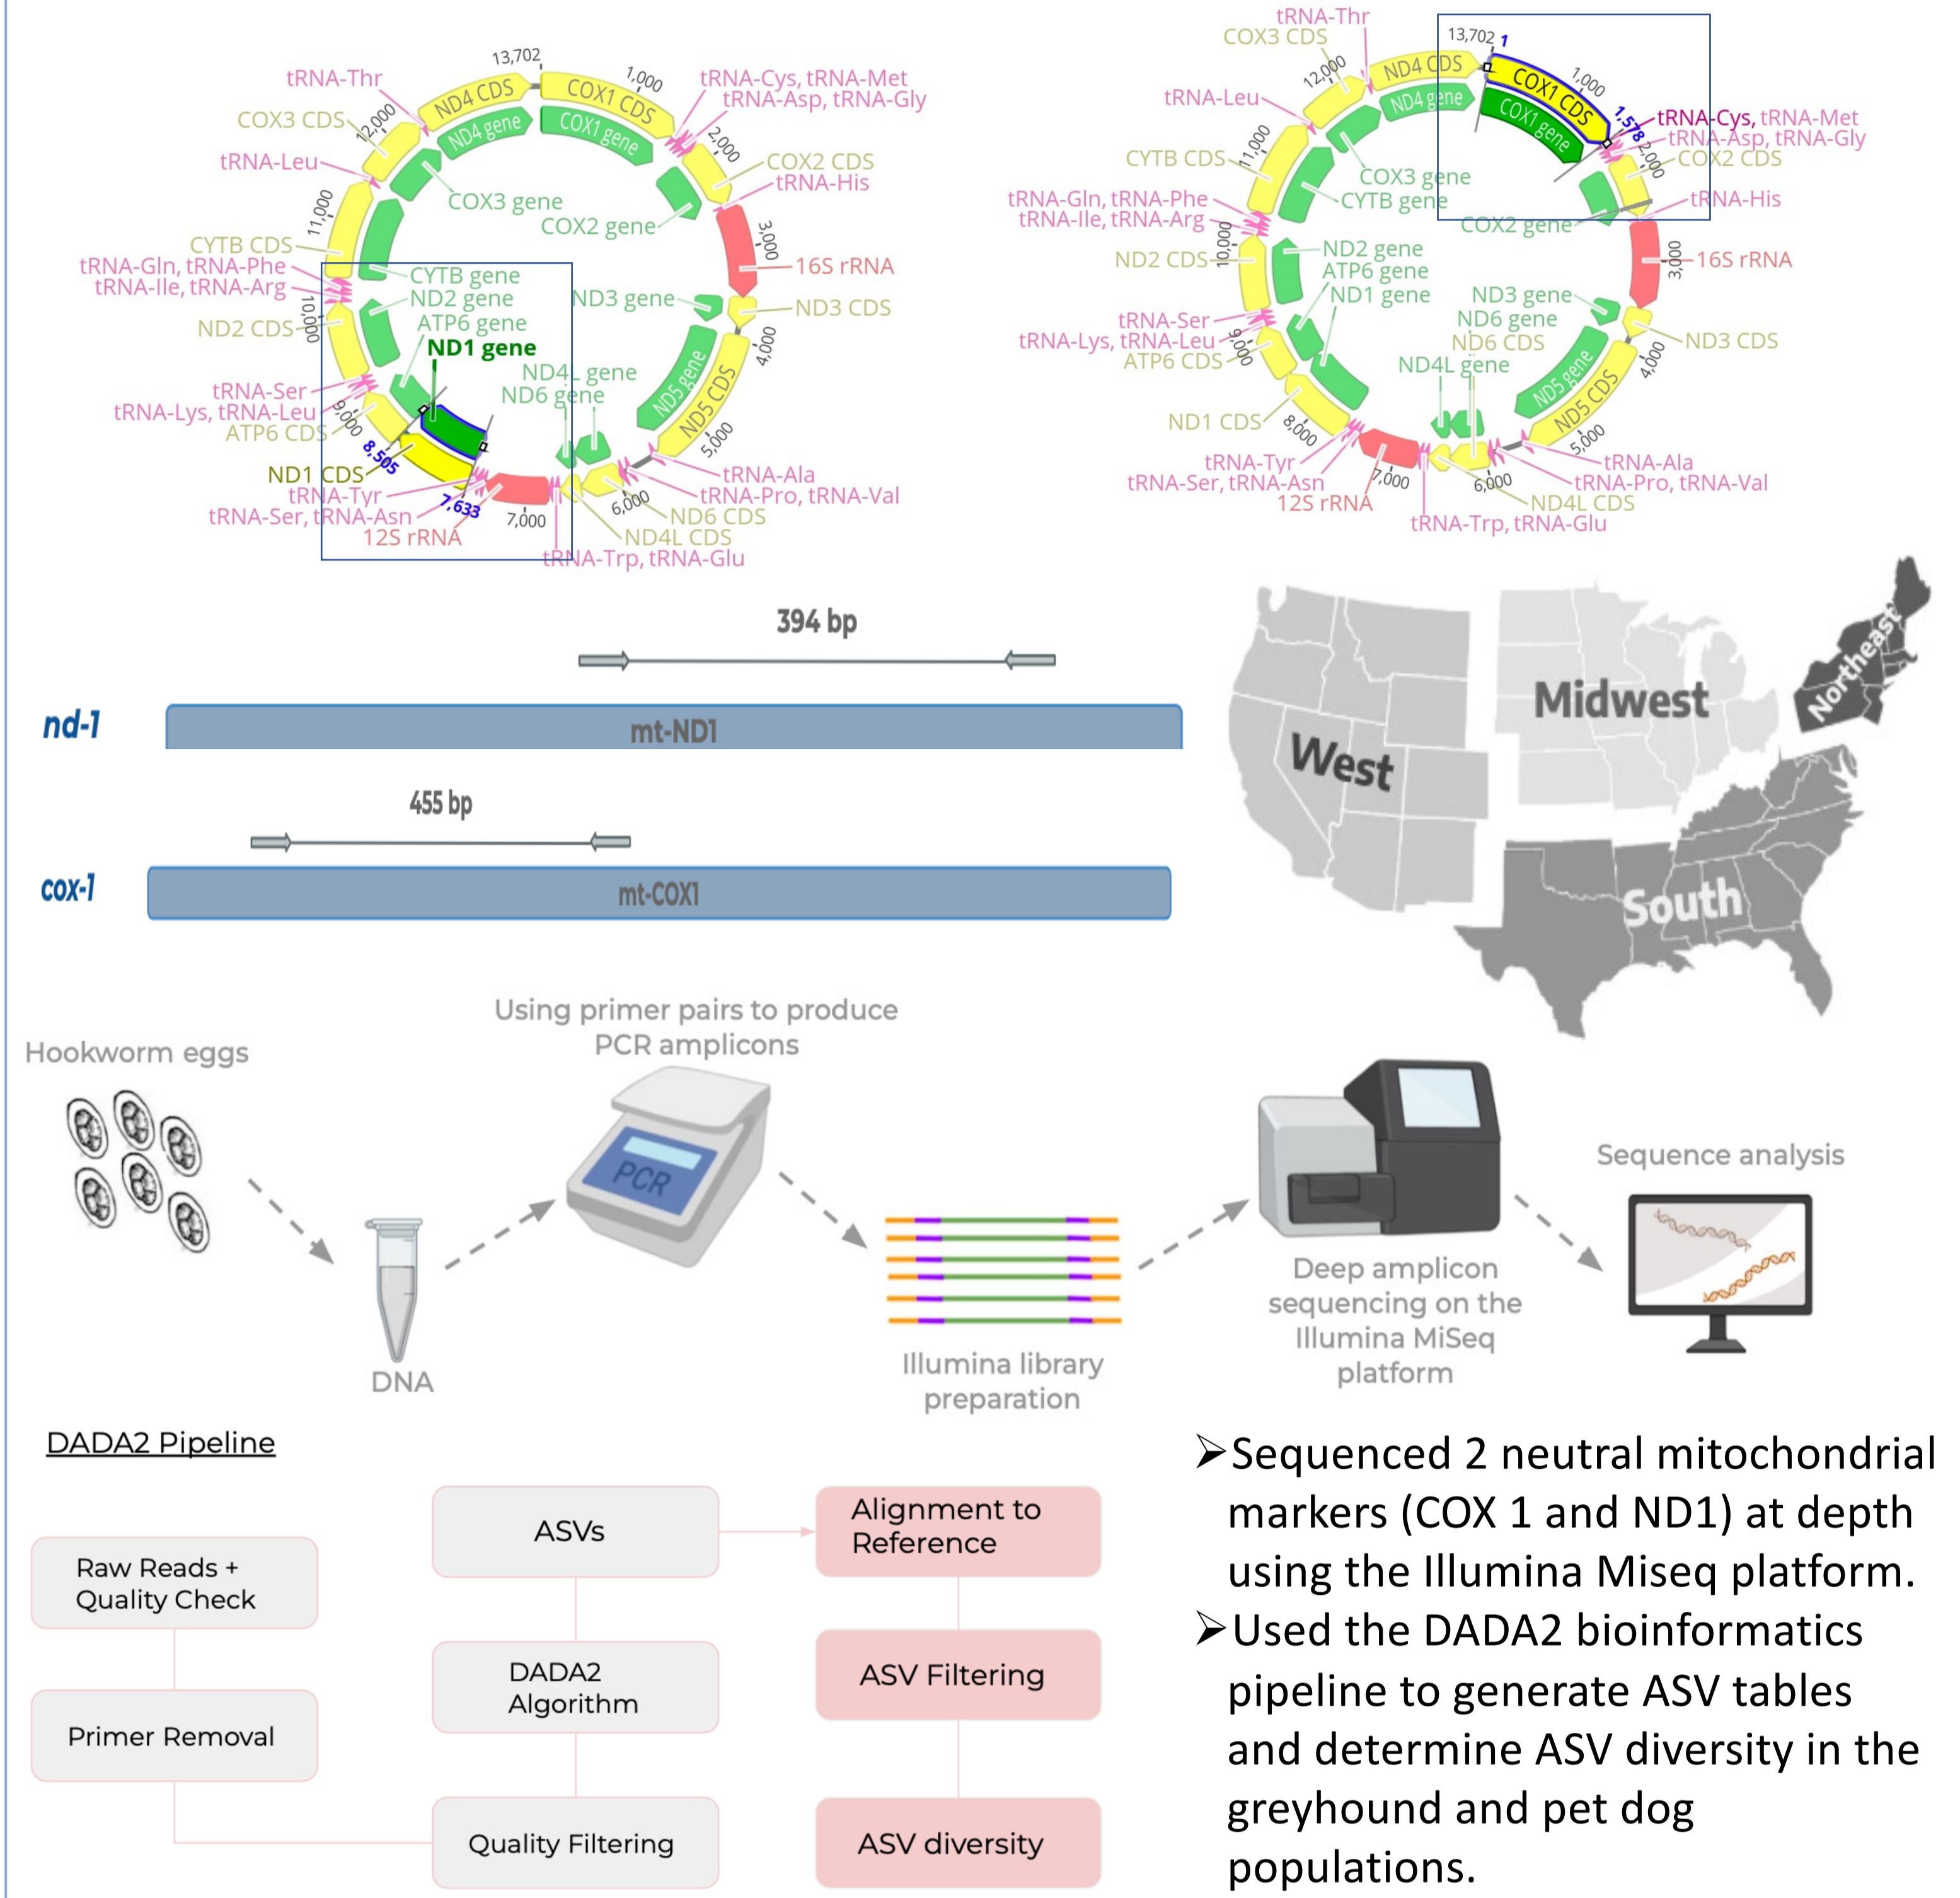 13,702
1,000
tRNA-Thr
ND4 CDS
COX1 CDS
tRNA-Cys, tRNA-Met
tRNA-Asp, tRNA-Gly
COX3 CDS
12,000
ND4 gene
COX1 gene
2,000
tRNA-Leu
COX2 CDS
tRNA-His
11,000
COX3 gene
COX2 gene
3,000
CYTB CDS
16S rRNA
tRNA-Gln, tRNA-Phe
CYTB gene
tRNA-Ile, tRNA-Arg
ND2 gene
ND3 gene
ND3 CDS
10,000
ND2 CDS
ATP6 gene
4,000
ND1 gene
ND4L gene
ND5 gene
ND5 CDS
tRNA-Ser
ND6 gene
tRNA-Lys, tRNA-Leu
9,000
ATP6 CDS
5,000
8,505
ND1 CDS
tRNA-Ala
tRNA-Tyr
tRNA-Pro, tRNA-Val
7,633
6,000
tRNA-Ser, tRNA-Asn
7,000
ND6 CDS
12S rRNA
ND4L CDS
tRNA-Trp, tRNA-Glu
tRNA-Thr
COX3 CDS
13,702
1
12,000
ND4 CDS
COX1 CDS
1,000
tRNA-Leu
ND4 gene
COX1 gene
1,578
tRNA-Cys, tRNA-Met
tRNA-Asp, tRNA-Gly
11,000
CYTB CDS
2,000
COX2 CDS
COX3 gene
tRNA-Gln, tRNA-Phe
CYTB gene
tRNA-His
tRNA-Ile, tRNA-Arg
COX2 gene
10,000
ND2 gene
ND2 CDS
ATP6 gene
3,000
16S rRNA
ND1 gene
ND3 gene
tRNA-Ser
ND6 gene
tRNA-Lys, tRNA-Leu
9,000
ND6 CDS
ND3 CDS
ATP6 CDS
ND4L gene
4,000
ND5 gene
ND5 CDS
ND1 CDS
8,000
5,000
tRNA-Tyr
tRNA-Ala
tRNA-Ser, tRNA-Asn
7,000
6,000
tRNA-Pro, tRNA-Val
12S rRNA
ND4L CDS
tRNA-Trp, tRNA-Glu
394 bp
nd-1
mt-ND1
455 bp
cox-1
mt-COX1
West
Midwest
Northeast
South
Hookworm eggs
DNA
Using primer pairs to produce
PCR amplicons
PCR
Illumina library
preparation
Deep amplicon
sequencing on the
Illumina MiSeq
platform
Sequence analysis
DADA2 Pipeline
Raw Reads +
Quality Check
Primer Removal
Quality Filtering
DADA2
Algorithm
ASVs
Alignment to
Reference
ASV Filtering
ASV diversity
➢Sequenced 2 neutral mitochondrial
markers (COX 1 and ND1) at depth
using the Illumina Miseq platform.
➢Used the DADA2 bioinformatics
pipeline to generate ASV tables
and determine ASV diversity in the
greyhound and pet dog
populations.